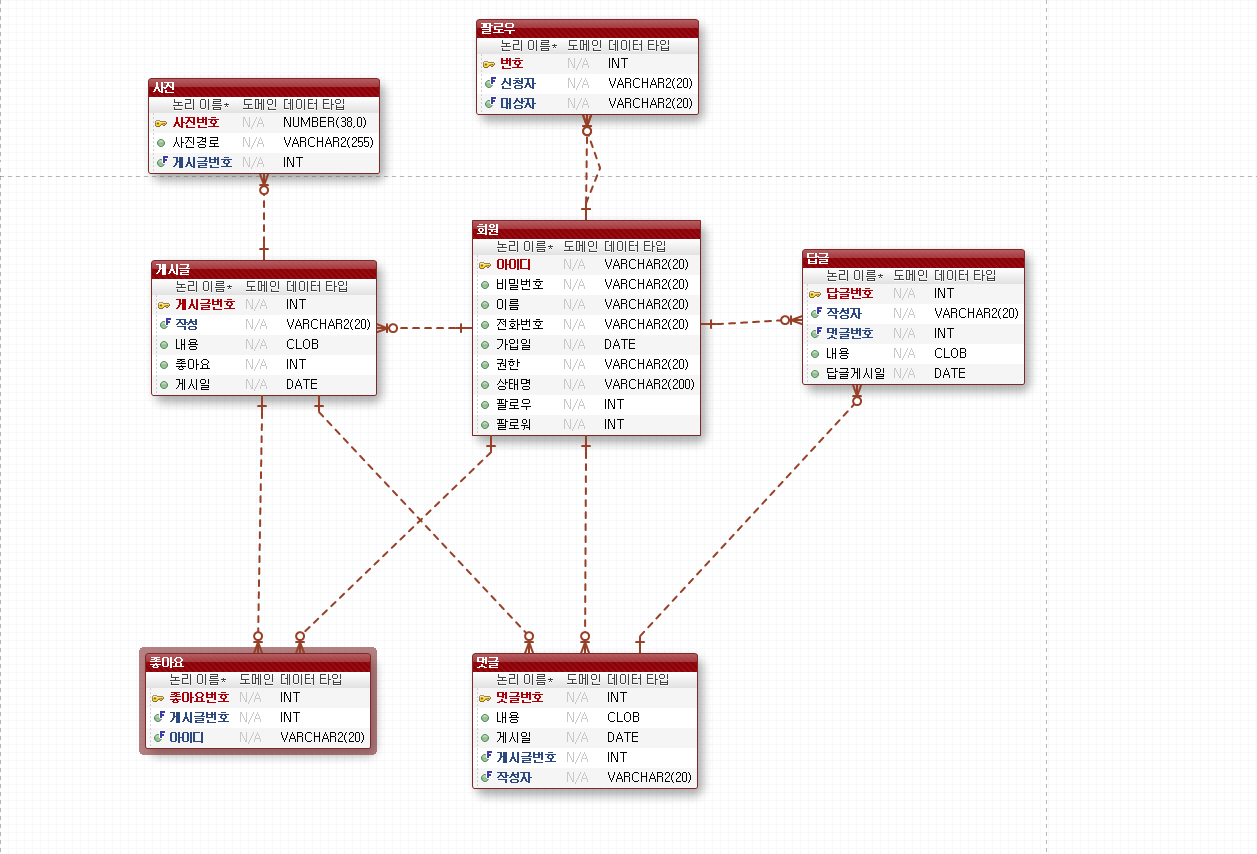 팔로우
논리 이름* 도메인 데이터 타입
번호 N/A INT
신청자 N/A VARCHAR2(20)
대상자 N/A VARCHAR2(20)
사진
논리 이름* 도메인 데이터 타입
사진번호 N/A NUMBER(38,0)
사진경로 N/A VARCHAR2(255)
게시글번호 N/A INT
회원
논리 이름* 도메인 데이터 타입
아이디 N/A VARCHAR2(20)
비밀번호 N/A VARCHAR2(20)
이름 N/A VARCHAR2(20)
전화번호 N/A VARCHAR2(20)
가입일 N/A DATE
권한 N/A VARCHAR2(20)
상태명 N/A VARCHAR2(200)
팔로우 N/A INT
팔로워 N/A INT
게시글
논리 이름* 도메인 데이터 타입
게시글번호 N/A INT
작성 N/A VARCHAR2(20)
내용 N/A CLOB
좋아요 N/A INT
게시일 N/A DATE
답글
논리 이름* 도메인 데이터 타입
답글번호 N/A INT
작성자 N/A VARCHAR2(20)
댓글번호 N/A INT
내용 N/A CLOB
답글게시일 N/A DATE
좋아요
논리 이름* 도메인 데이터 타입
좋아요번호 N/A INT
게시글번호 N/A INT
아이디 N/A VARCHAR2(20)
댓글
논리 이름* 도메인 데이터 타입
댓글번호 N/A INT
내용 N/A CLOB
게시일 N/A DATE
게시글번호 N/A INT
작성자 N/A VARCHAR2(20)